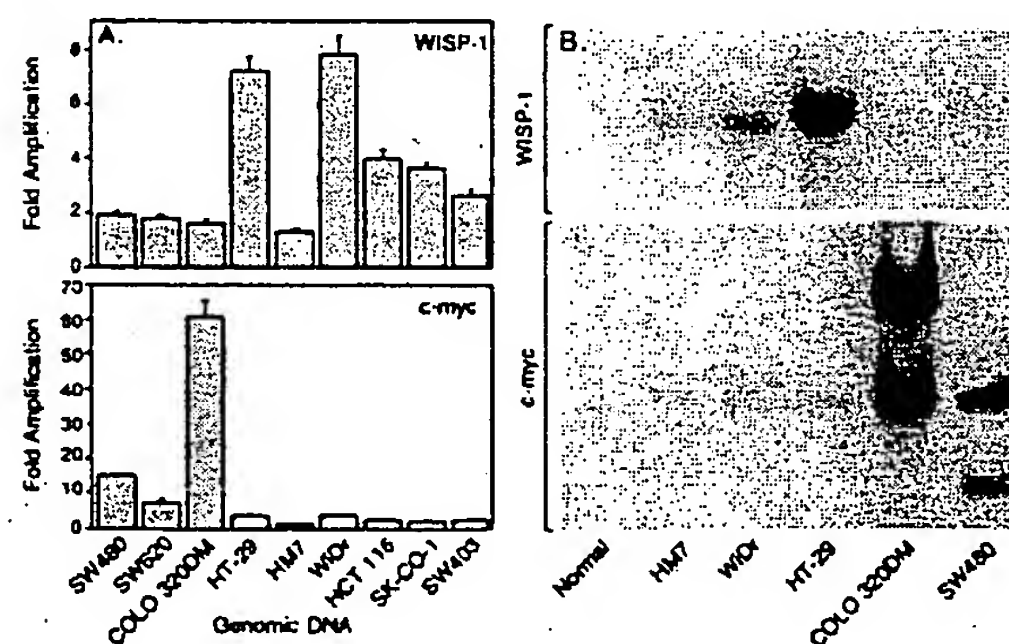 A.
WISP-1
Fold Amplification
8
6
4
2
0
c-myc
Fold Amplification
70
60
50
40
30
20
10
0
SW480
SW620
COLO 320DM
HT-29
HM7
WiDr
HCT 116
SK-CO-1
SW403
Genomic DNA
B.
WISP-1
c-myc
Normal
HM7
WiDr
HT-29
COLO 320DM
SW480